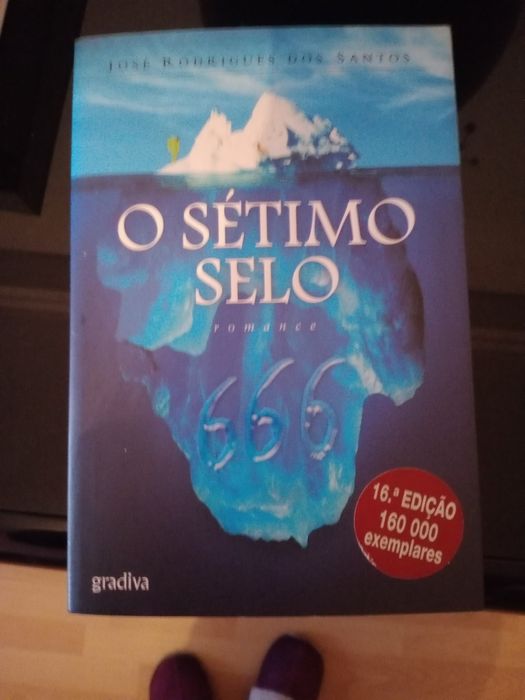 JOSÉ RODRIGUES DOS SANTOS
O SÉTIMO
SELO
romance
666
16.ª EDIÇÃO
160 000
exemplares
gradiva